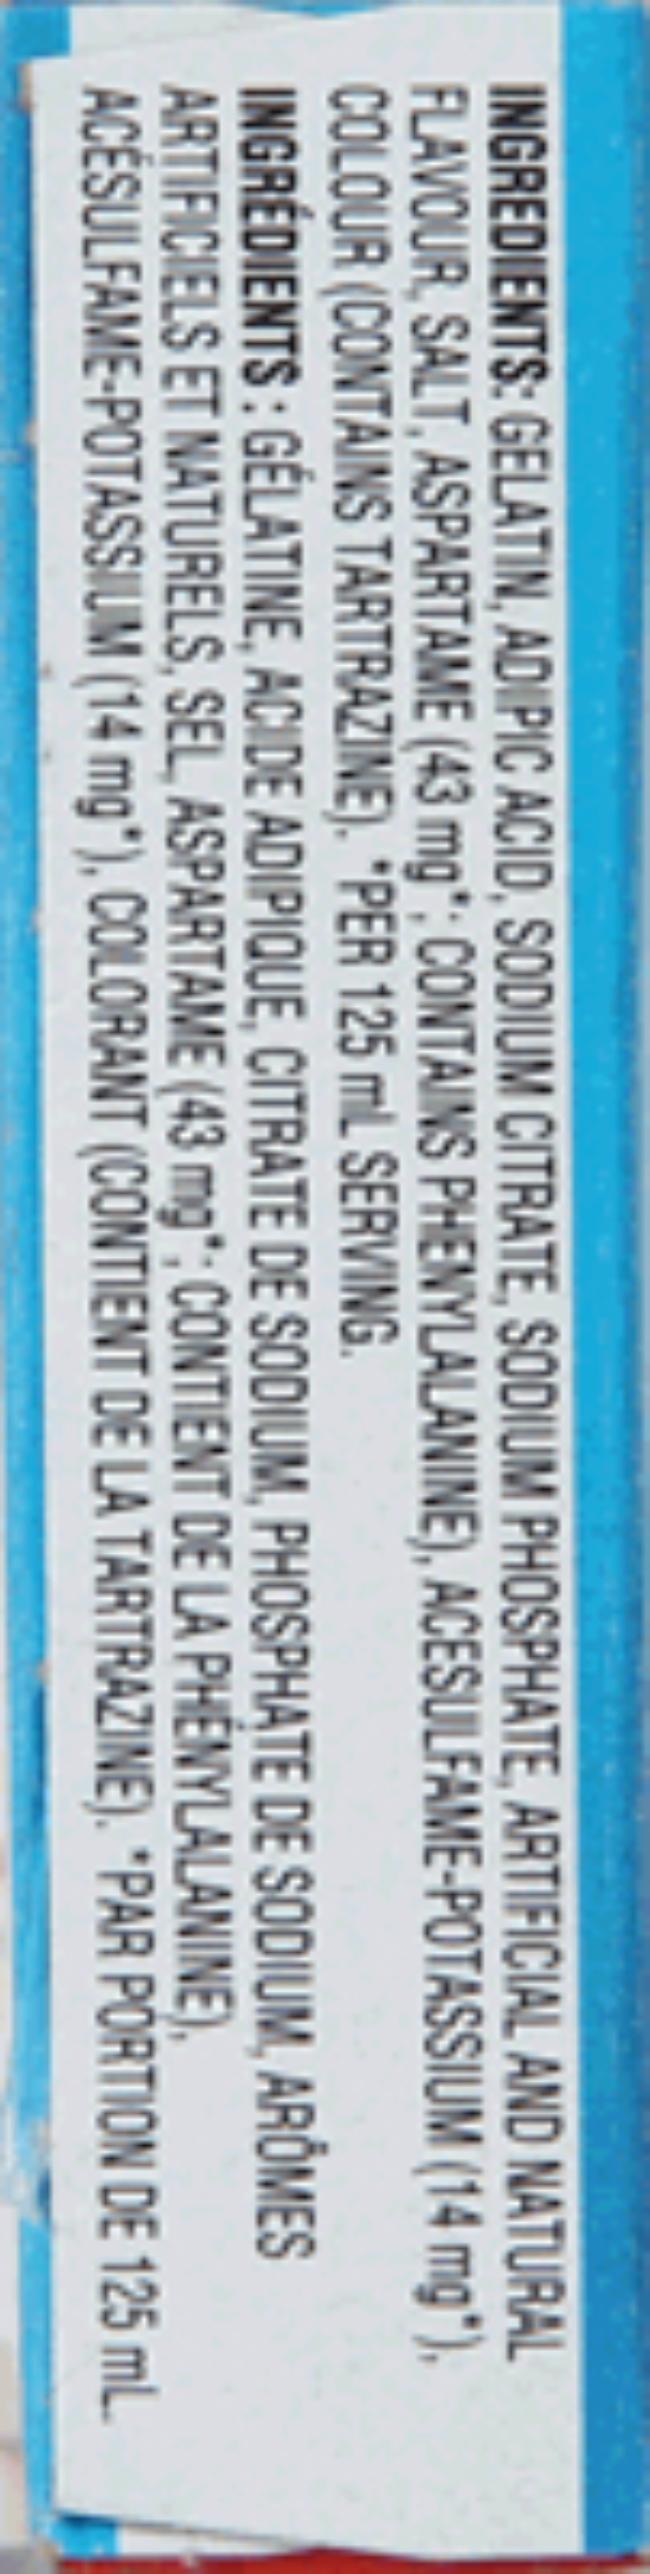 INGREDIENTS: GELATIN, ADIPIC ACID, SODIUM CITRATE, SODIUM PHOSPHATE, ARTIFICIAL AND NATURAL
FLAVOUR, SALT, ASPARTAME (43 mg*; CONTAINS PHENYLALANINE), ACESULFAME-POTASSIUM (14 mg*),
COLOUR (CONTAINS TARTRAZINE). *PER 125 mL SERVING.
INGRÉDIENTS : GÉLATINE, ACIDE ADIPIQUE, CITRATE DE SODIUM, PHOSPHATE DE SODIUM, ARÔMES
ARTIFICIELS ET NATURELS, SEL, ASPARTAME (43 mg*; CONTIENT DE LA PHÉNYLALANINE),
ACÉSULFAME-POTASSIUM (14 mg*), COLORANT (CONTIENT DE LA TARTRAZINE). *PAR PORTION DE 125 mL.